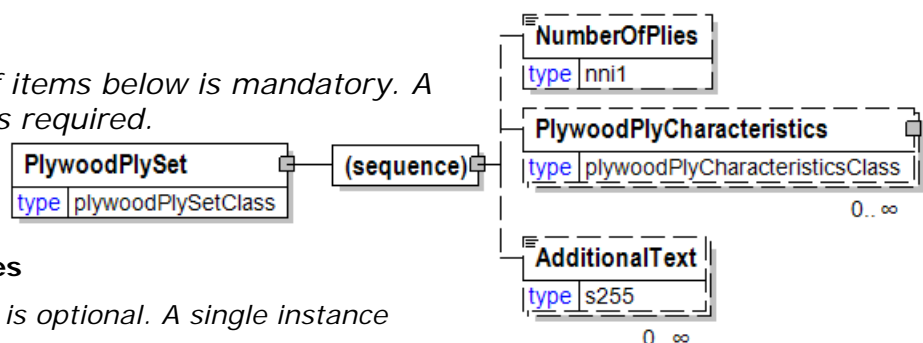 NumberOfPlies
type nni1
items below is mandatory. A
required.
PlywoodPlyCharacteristics
type plywoodPlyCharacteristicsClass
0.. ∞
PlywoodPlySet
type plywoodPlySetClass
(sequence)
AdditionalText
type s255
0.. ∞
is optional. A single instance